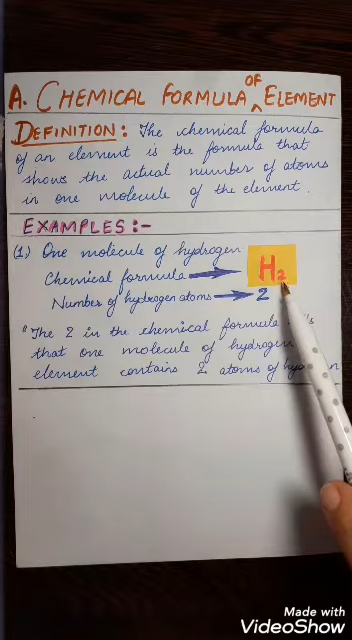 A. CHEMICAL FORMULA OF ELEMENT
DEFINITION: The chemical formula
of an element is the formula that
shows the actual number of atoms
in one molecule of the element.
EXAMPLES:-
(1.) One molecule of hydrogen
Chemical formula → H₂
Number of hydrogen atoms → 2
"The 2 in the chemical formula
that one molecule of hydrogen
element contains 2 atoms of
Made with
VideoShow